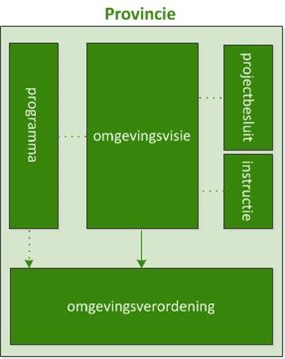 Provincie
programma
omgevingsvisie
projectbesluit
instructie
omgevingsverordening